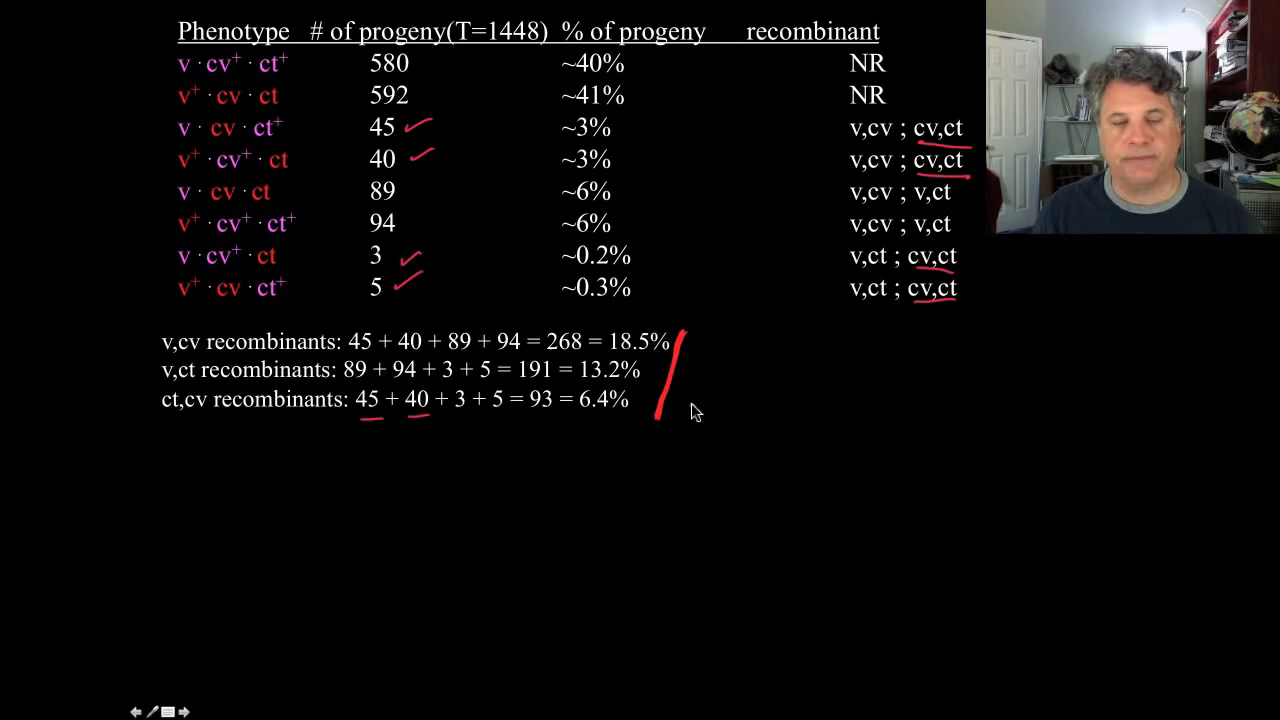 Phenotype # of progeny(T=1448) % of progeny recombinant
v · cv⁺ · ct⁺ 580 ~40% NR
v⁺ · cv · ct 592 ~41% NR
v · cv · ct⁺ 45 ~3% v,cv ; cv,ct
v⁺ · cv⁺ · ct 40 ~3% v,cv ; cv,ct
v · cv · ct 89 ~6% v,cv ; v,ct
v⁺ · cv⁺ · ct⁺ 94 ~6% v,cv ; v,ct
v · cv⁺ · ct 3 ~0.2% v,ct ; cv,ct
v⁺ · cv · ct⁺ 5 ~0.3% v,ct ; cv,ct
v,cv recombinants: 45 + 40 + 89 + 94 = 268 = 18.5%
v,ct recombinants: 89 + 94 + 3 + 5 = 191 = 13.2%
ct,cv recombinants: 45 + 40 + 3 + 5 = 93 = 6.4%